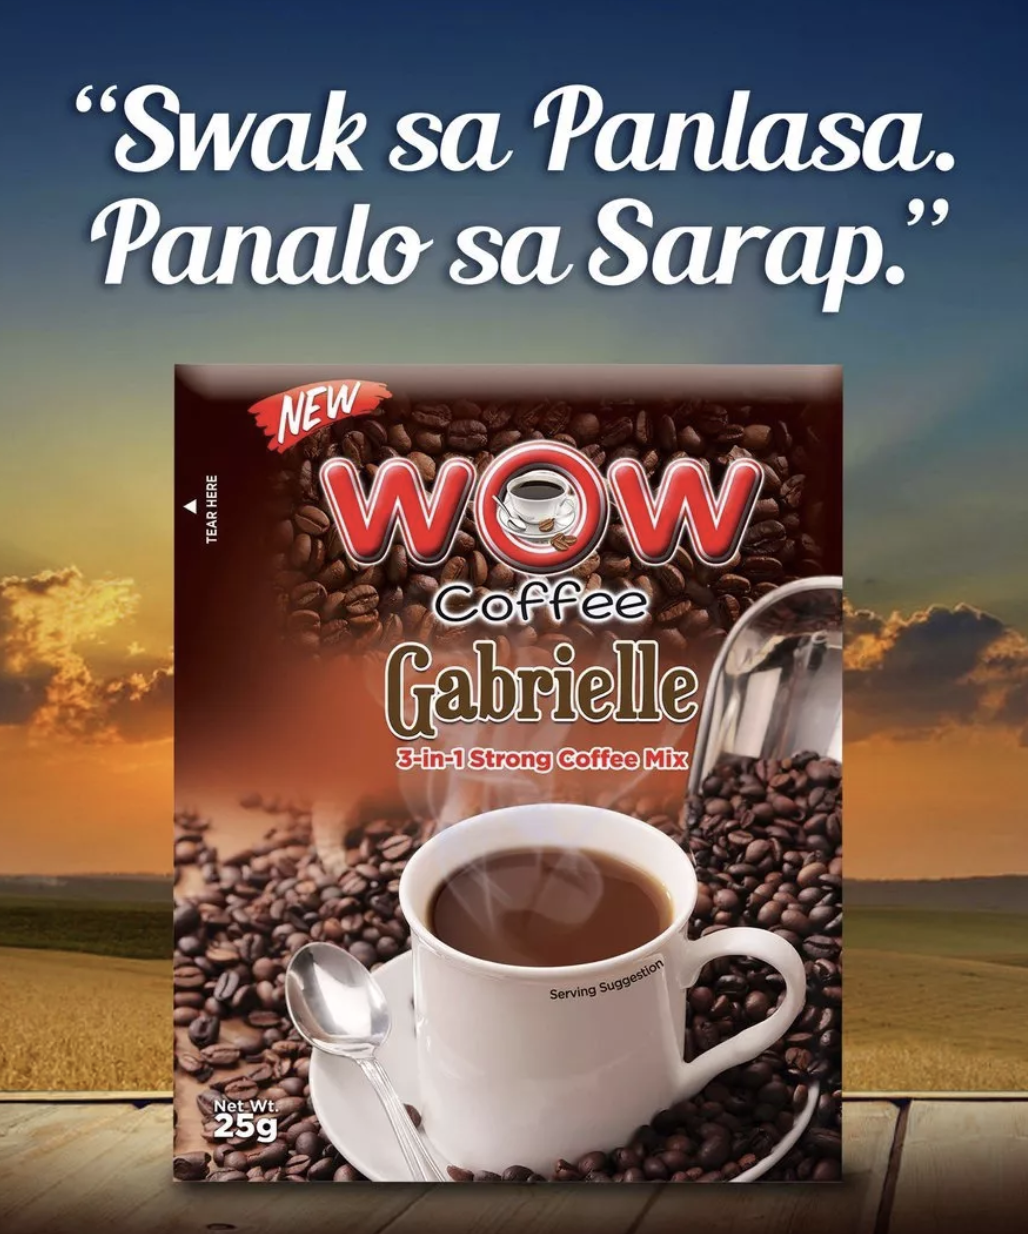 “Swak sa Panlasa.
Panalo sa Sarap.”
NEW
TEAR HERE
WOW
Coffee
Gabrielle
3-in-1 Strong Coffee Mix
Serving Suggestion
Net Wt.
25g